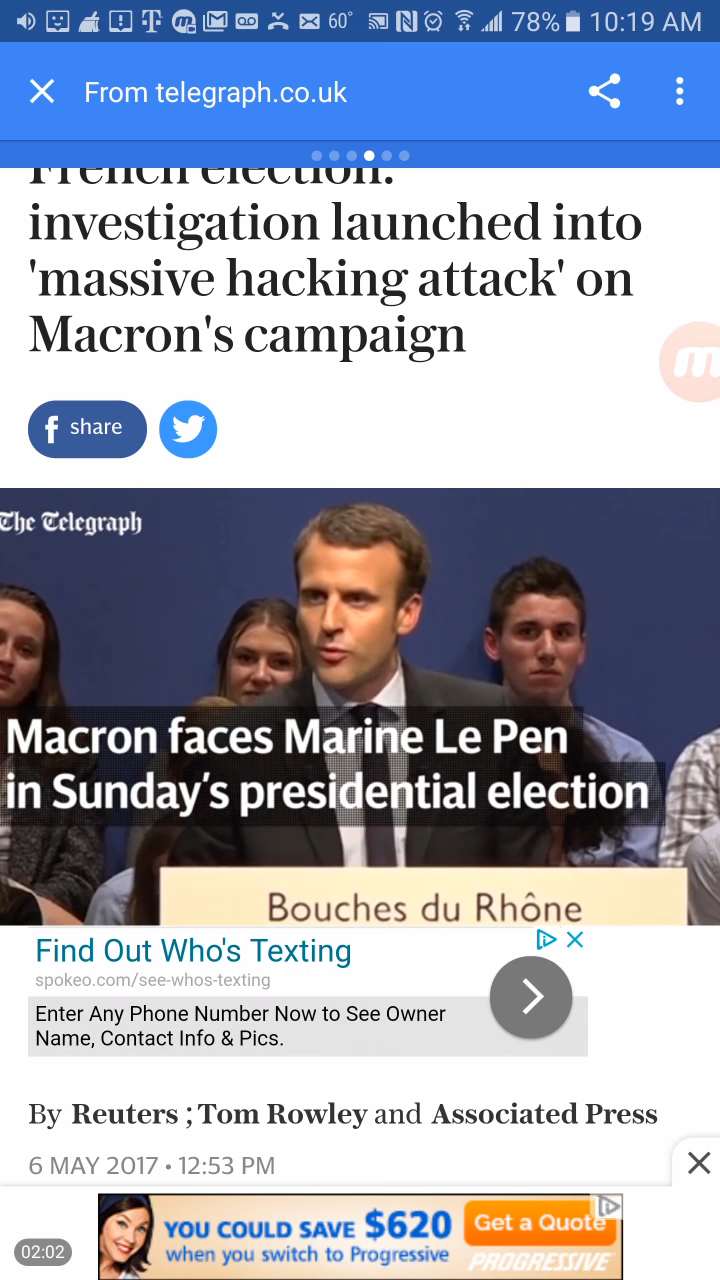 60° 78% 10:19 AM
From telegraph.co.uk
French election:
investigation launched into
'massive hacking attack' on
Macron's campaign
f share
The Telegraph
Macron faces Marine Le Pen
in Sunday's presidential election
Bouches du Rhône
Find Out Who's Texting
spokeo.com/see-whos-texting
Enter Any Phone Number Now to See Owner
Name, Contact Info & Pics.
By Reuters ; Tom Rowley and Associated Press
6 MAY 2017 • 12:53 PM
YOU COULD SAVE $620
when you switch to Progressive
Get a Quote
PROGRESSIVE
02:02